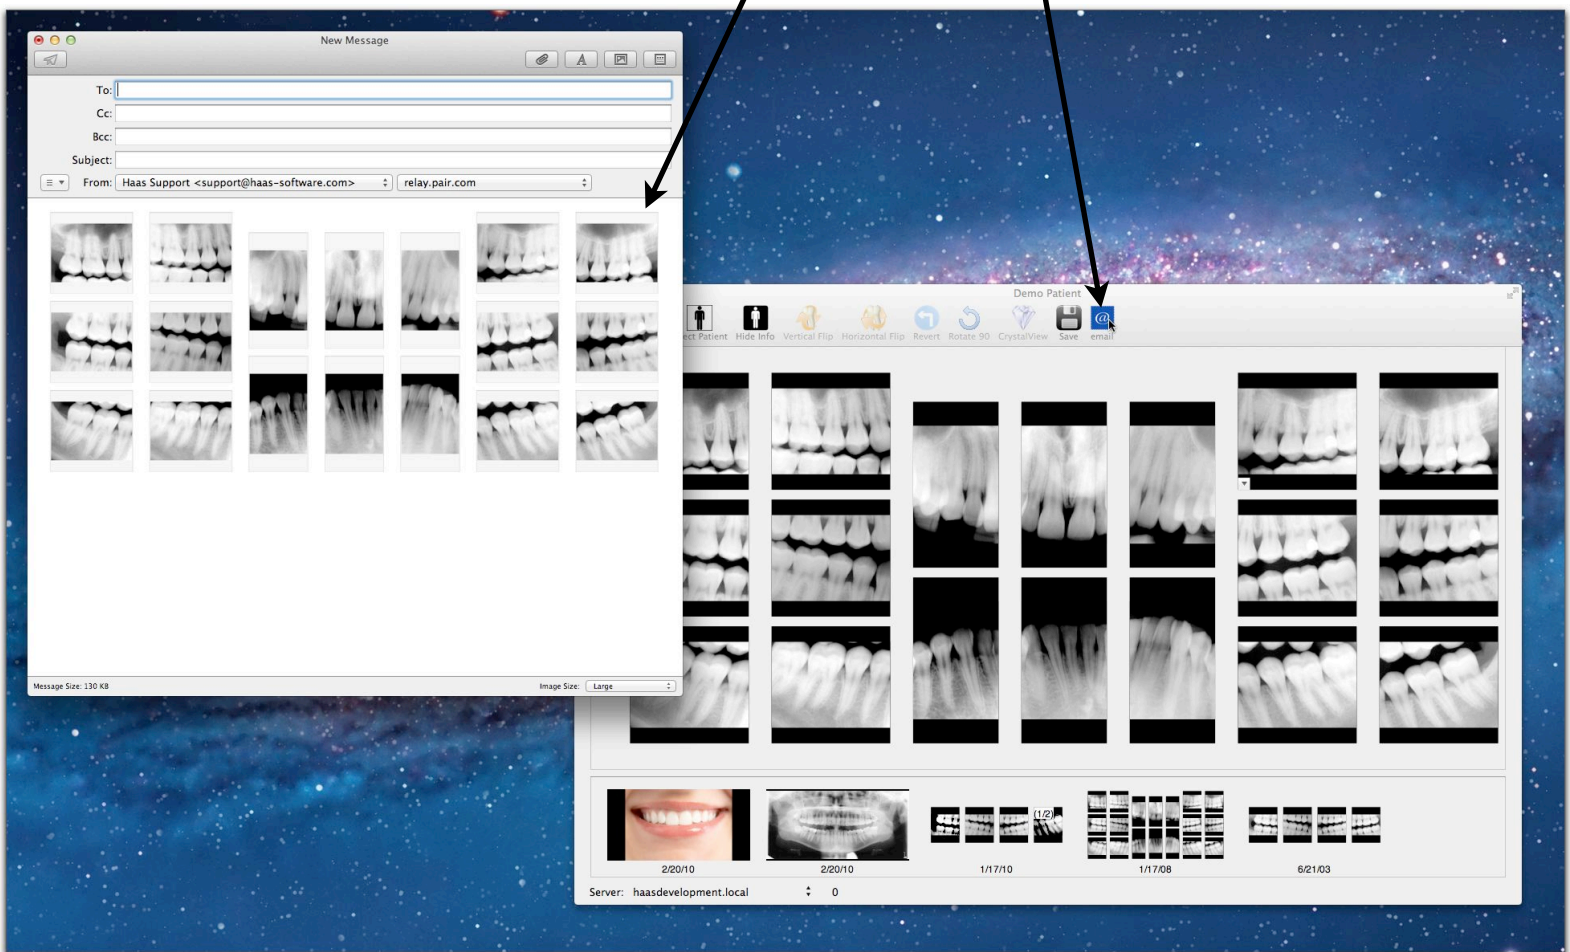 New Message
To:
Cc:
Bcc:
Subject:
From: Haas Support <support@haas-software.com> relay.pair.com
Message Size: 130 KB
Image Size: Large
Demo Patient
ect Patient Hide Info Vertical Flip Horizontal Flip Revert Rotate 90 CrystalView Save email
(1/2)
2/20/10 2/20/10 1/17/10 1/17/08 6/21/03
Server: haasdevelopment.local 0